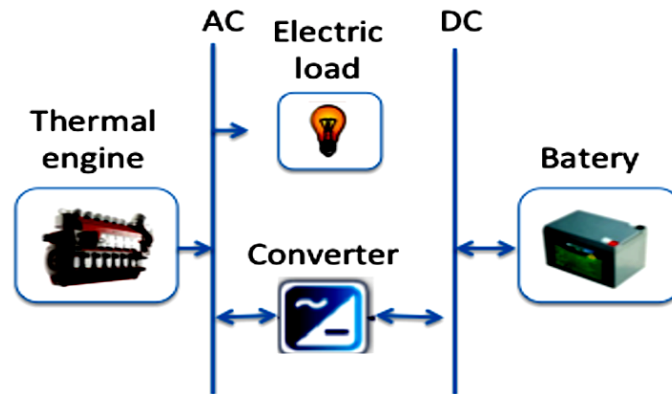 AC
Electric
load
DC
Thermal
engine
Batery
Converter